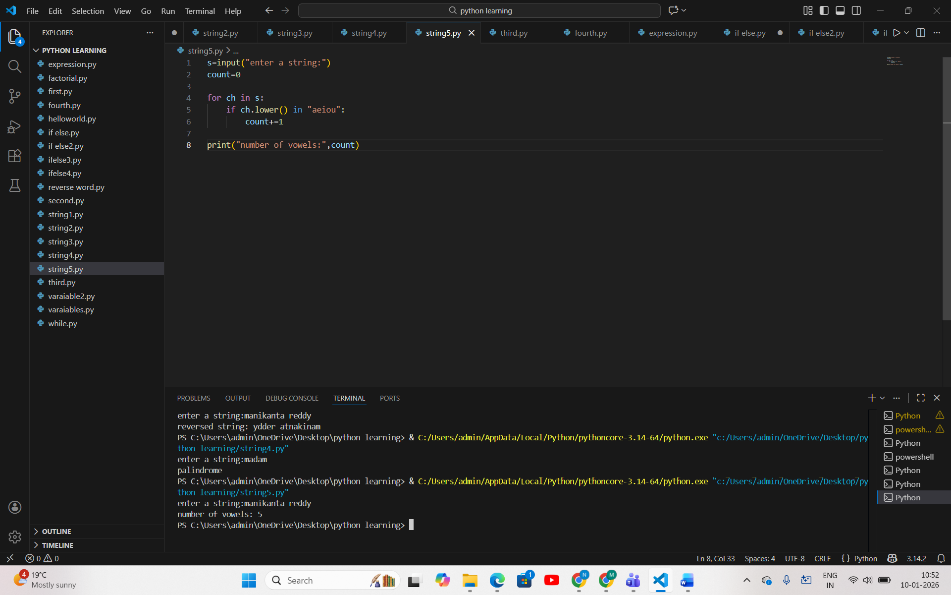 File Edit Selection View Go Run Terminal Help
python learning
EXPLORER
string2.py
string3.py
string4.py
string5.py
third.py
fourth.py
expression.py
il else.py
il else2.py
il
4
PYTHON LEARNING
expression.py
factorial.py
first.py
fourth.py
helloworld.py
il else.py
il else2.py
ilelse3.py
ifelse4.py
reverse word.py
second.py
string1.py
string2.py
string3.py
string4.py
string5.py
third.py
varaiable2.py
varaiables.py
while.py
OUTLINE
TIMELINE
string5.py > ...
1 s=input("enter a string:")
2 count=0
3
4 for ch in s:
5 if ch.lower() in "aeiou":
6 count+=1
7
8 print("number of vowels:",count)
PROBLEMS OUTPUT DEBUG CONSOLE TERMINAL PORTS
enter a string:manikanta reddy
reversed string: ydder atnakinam
PS C:\Users\admin\OneDrive\Desktop\python learning> & C:/Users/admin/AppData/Local/Python/pythoncore-3.14-64/python.exe "c:/Users/admin/OneDrive/Desktop/py
thon learning/string4.py"
enter a string:madam
palindrome
PS C:\Users\admin\OneDrive\Desktop\python learning> & C:/Users/admin/AppData/Local/Python/pythoncore-3.14-64/python.exe "c:/Users/admin/OneDrive/Desktop/py
thon learning/string5.py"
enter a string:manikanta reddy
number of vowels: 5
PS C:\Users\admin\OneDrive\Desktop\python learning>
Python
powersh...
Python
powershell
Python
Python
Python
0 0
Ln 8, Col 33 Spaces: 4 UTF-8 CRLF {} Python 3.14.2
4
19°C
Mostly sunny
Search
1
N
M
ENG
IN
10:52
10-01-2026